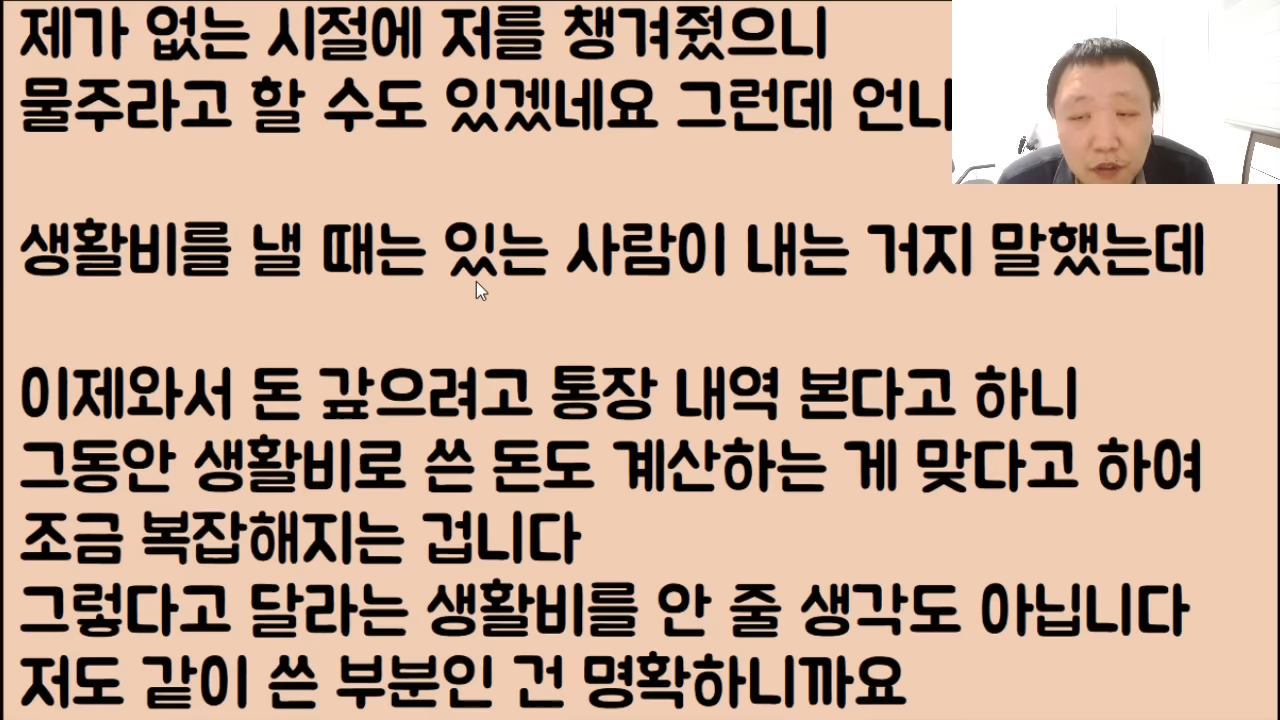 제가 없는 시절에 저를 챙겨줬으니
물주라고 할 수도 있겠네요 그런데 언니
생활비를 낼 때는 있는 사람이 내는 거지 말했는데
이제와서 돈 갚으려고 통장 내역 본다고 하니
그동안 생활비로 쓴 돈도 계산하는 게 맞다고 하여
조금 복잡해지는 겁니다
그렇다고 달라는 생활비를 안 줄 생각도 아닙니다
저도 같이 쓴 부분인 건 명확하니까요